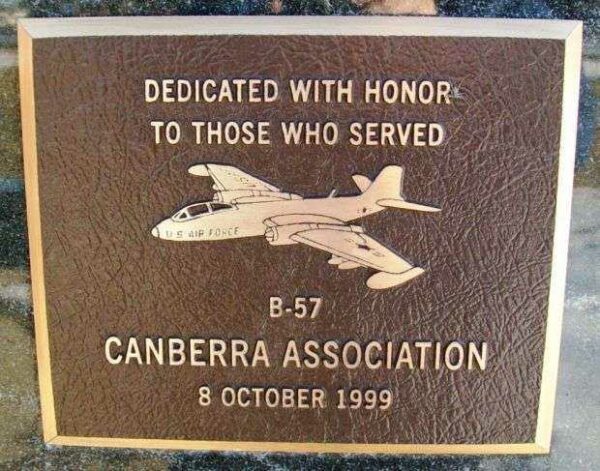 DEDICATED WITH HONOR
TO THOSE WHO SERVED
U S AIR FORCE
B-57
CANBERRA ASSOCIATION
8 OCTOBER 1999